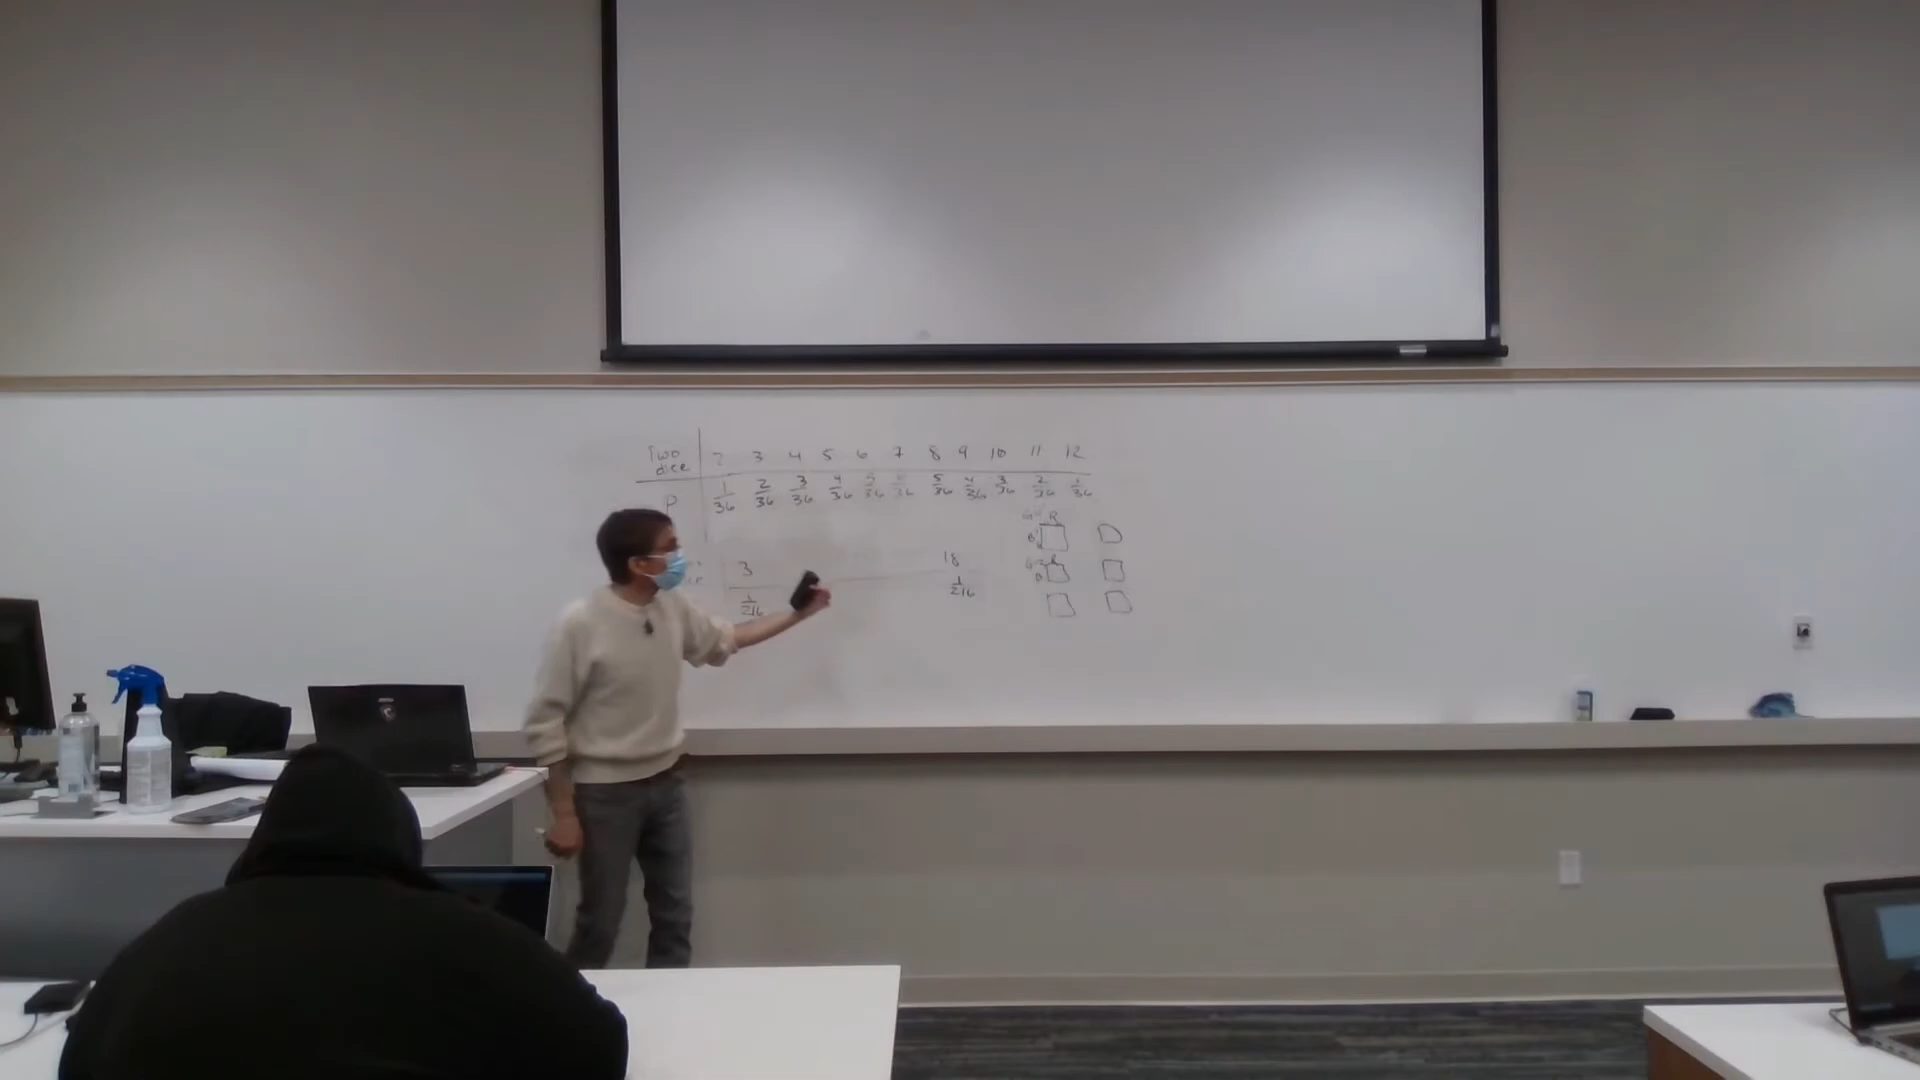 Two dice 2 3 4 5 6 7 8 9 10 11 12
P 1/36 2/36 3/36 4/36 5/36 6/36 5/36 4/36 3/36 2/36 1/36
3 18
1/216 1/216
G=1 R
B
G=2 R
B